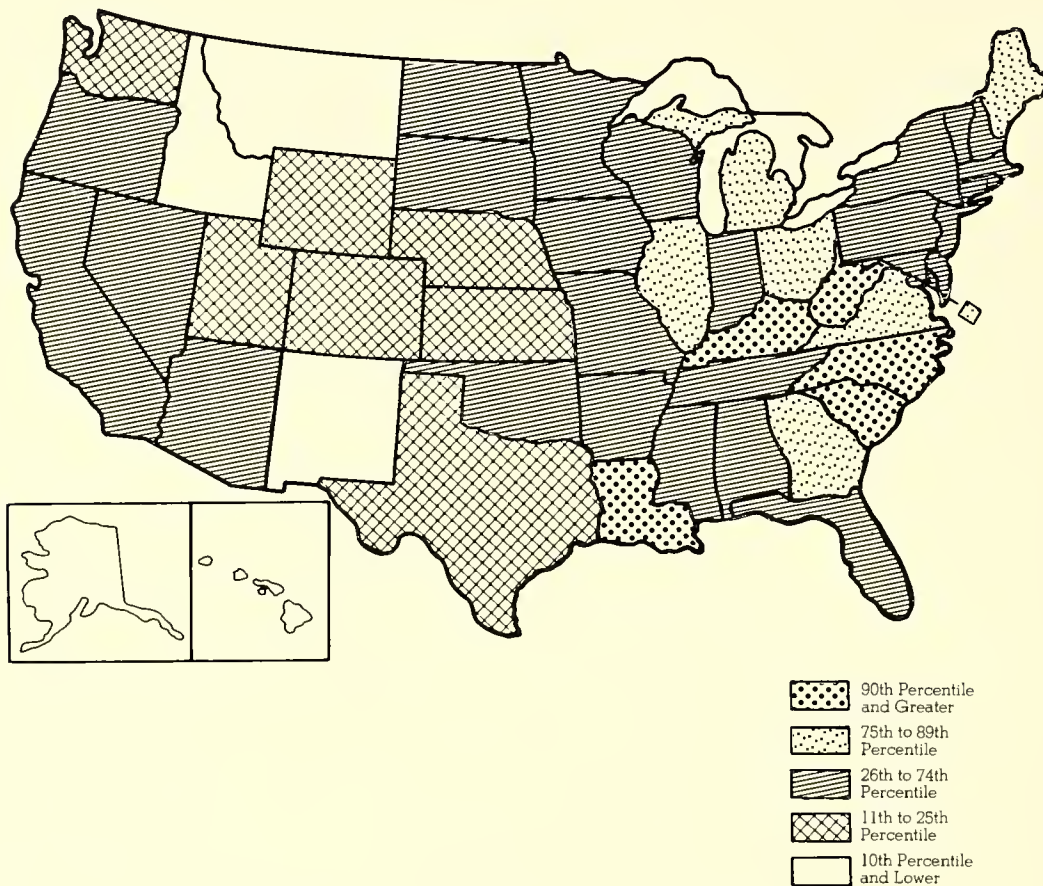 90th Percentile
and Greater
75th to 89th
Percentile
26th to 74th
Percentile
11th to 25th
Percentile
10th Percentile
and Lower